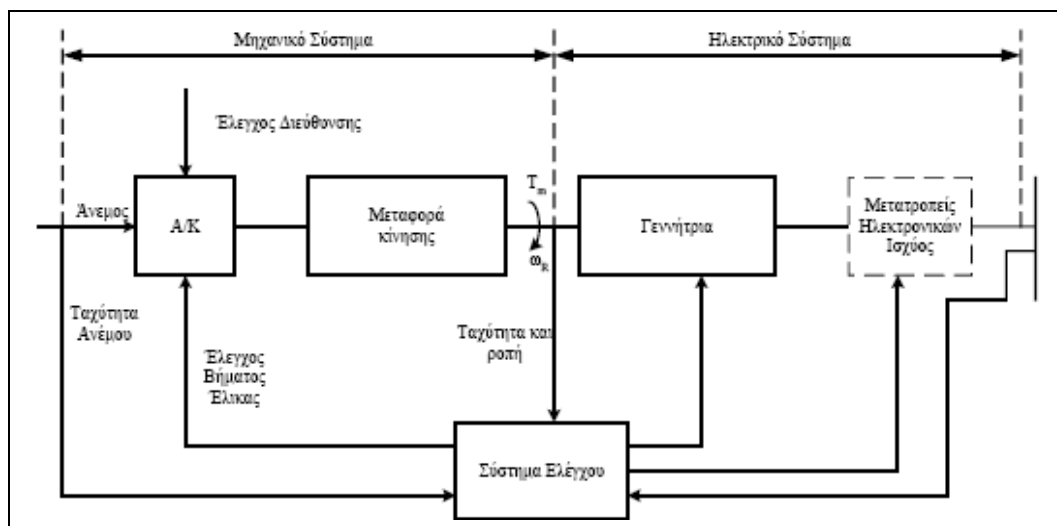 Μηχανικό Σύστημα
Ηλεκτρικό Σύστημα
Έλεγχος Διεύθυνσης
Άνεμος
Α/Κ
Μεταφορά
κίνησης
Tm
ωR
Γεννήτρια
Μετατροπείς
Ηλεκτρονικών
Ισχύος
Ταχύτητα
Ανέμου
Έλεγχος
Βήματος
Έλικας
Ταχύτητα και
ροπή
Σύστημα Ελέγχου